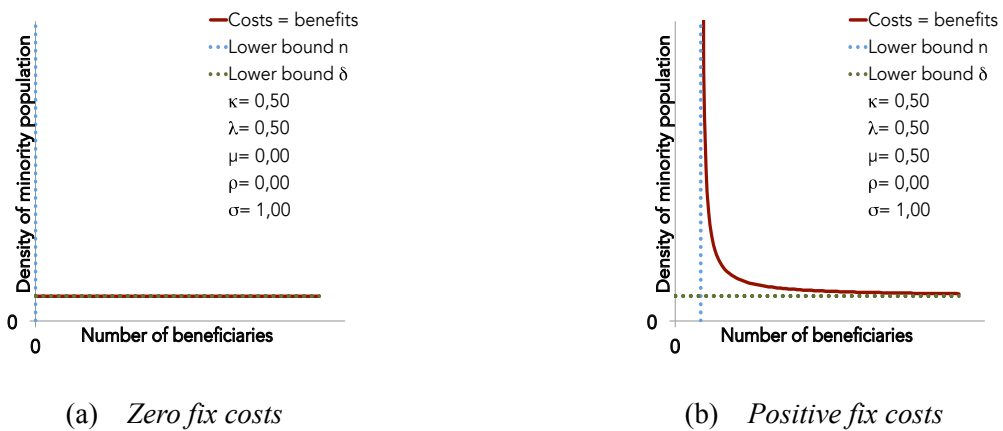 Costs = benefits
Lower bound n
Lower bound δ
κ= 0,50
λ= 0,50
μ= 0,00
ρ= 0,00
σ= 1,00
Density of minority population
0
Number of beneficiaries
0
(a) Zero fix costs
Costs = benefits
Lower bound n
Lower bound δ
κ= 0,50
λ= 0,50
μ= 0,50
ρ= 0,00
σ= 1,00
Density of minority population
0
Number of beneficiaries
0
(b) Positive fix costs